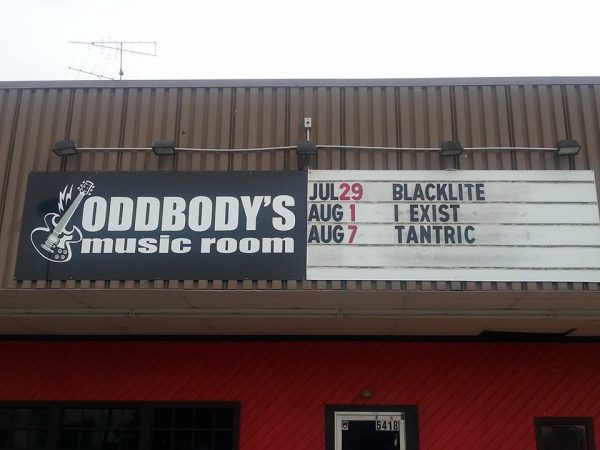 ODDBODY'S
music room
JUL 29 BLACKLITE
AUG 1 I EXIST
AUG 7 TANTRIC
5418